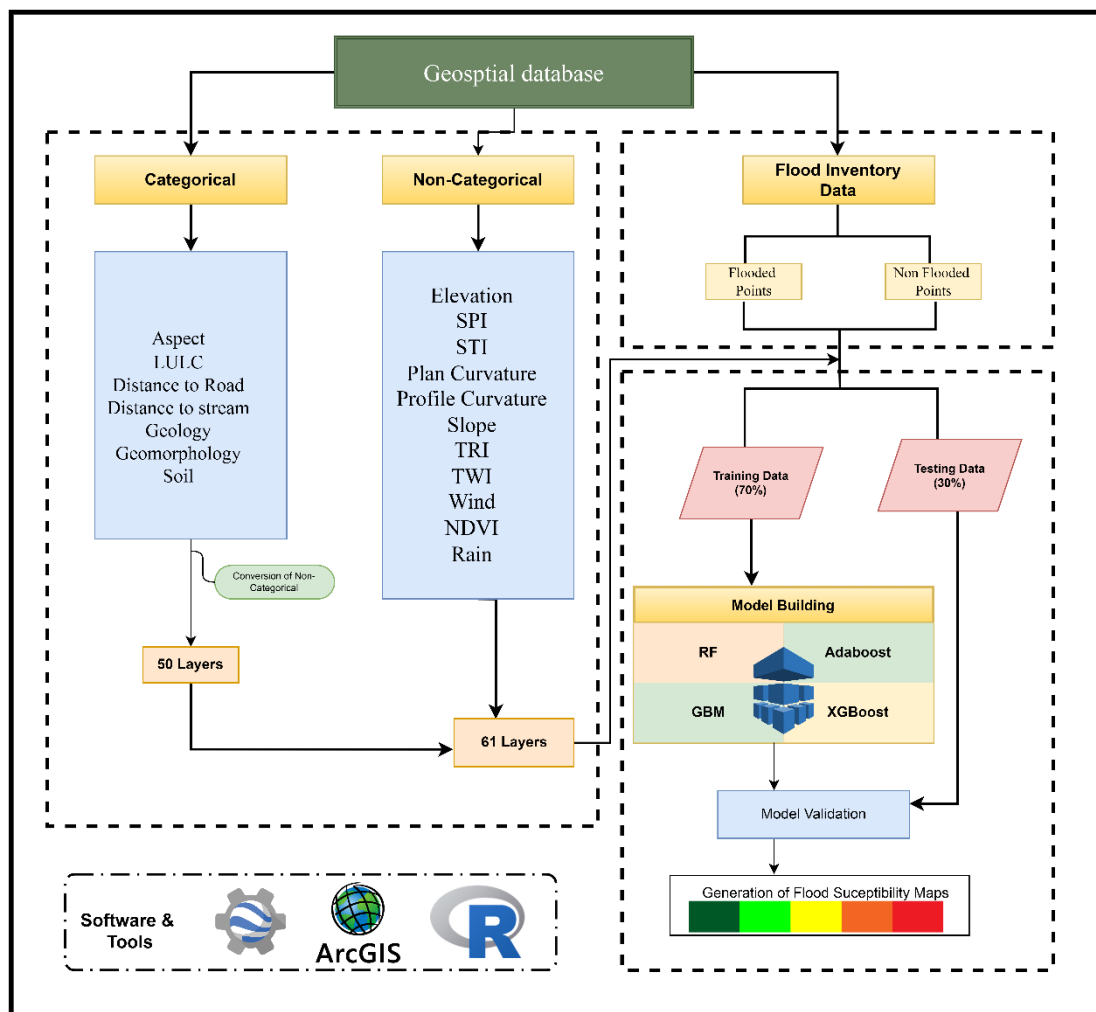 Geosptial database
Categorical
Non-Categorical
Flood Inventory
Data
Aspect
LULC
Distance to Road
Distance to stream
Geology
Geomorphology
Soil
Elevation
SPI
STI
Plan Curvature
Profile Curvature
Slope
TRI
TWI
Wind
NDVI
Rain
Flooded
Points
Non Flooded
Points
Conversion of Non-
Categorical
50 Layers
61 Layers
Training Data
(70%)
Testing Data
(30%)
Model Building
RF
Adaboost
GBM
XGBoost
Model Validation
Generation of Flood Suceptibility Maps
Software &
Tools
ArcGIS
R